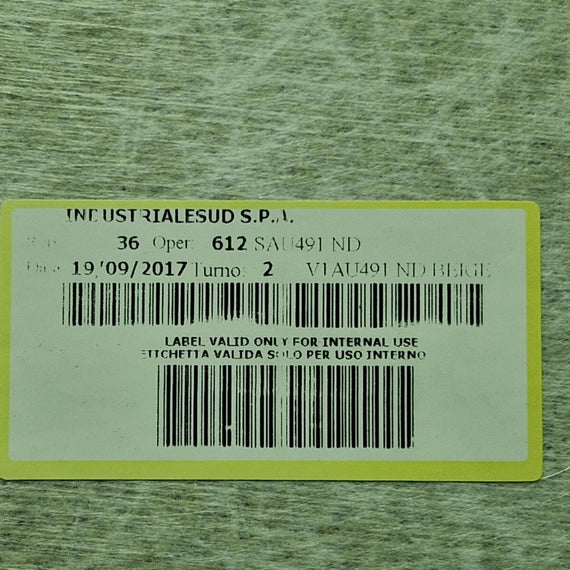 INDUSTRIALESUD S.P.A.
36 Oper: 612 SAU491 ND
Data 19/09/2017 Turno: 2 V1AU491 ND BEIGE
LABEL VALID ONLY FOR INTERNAL USE
ETICHETTA VALIDA SOLO PER USO INTERNO